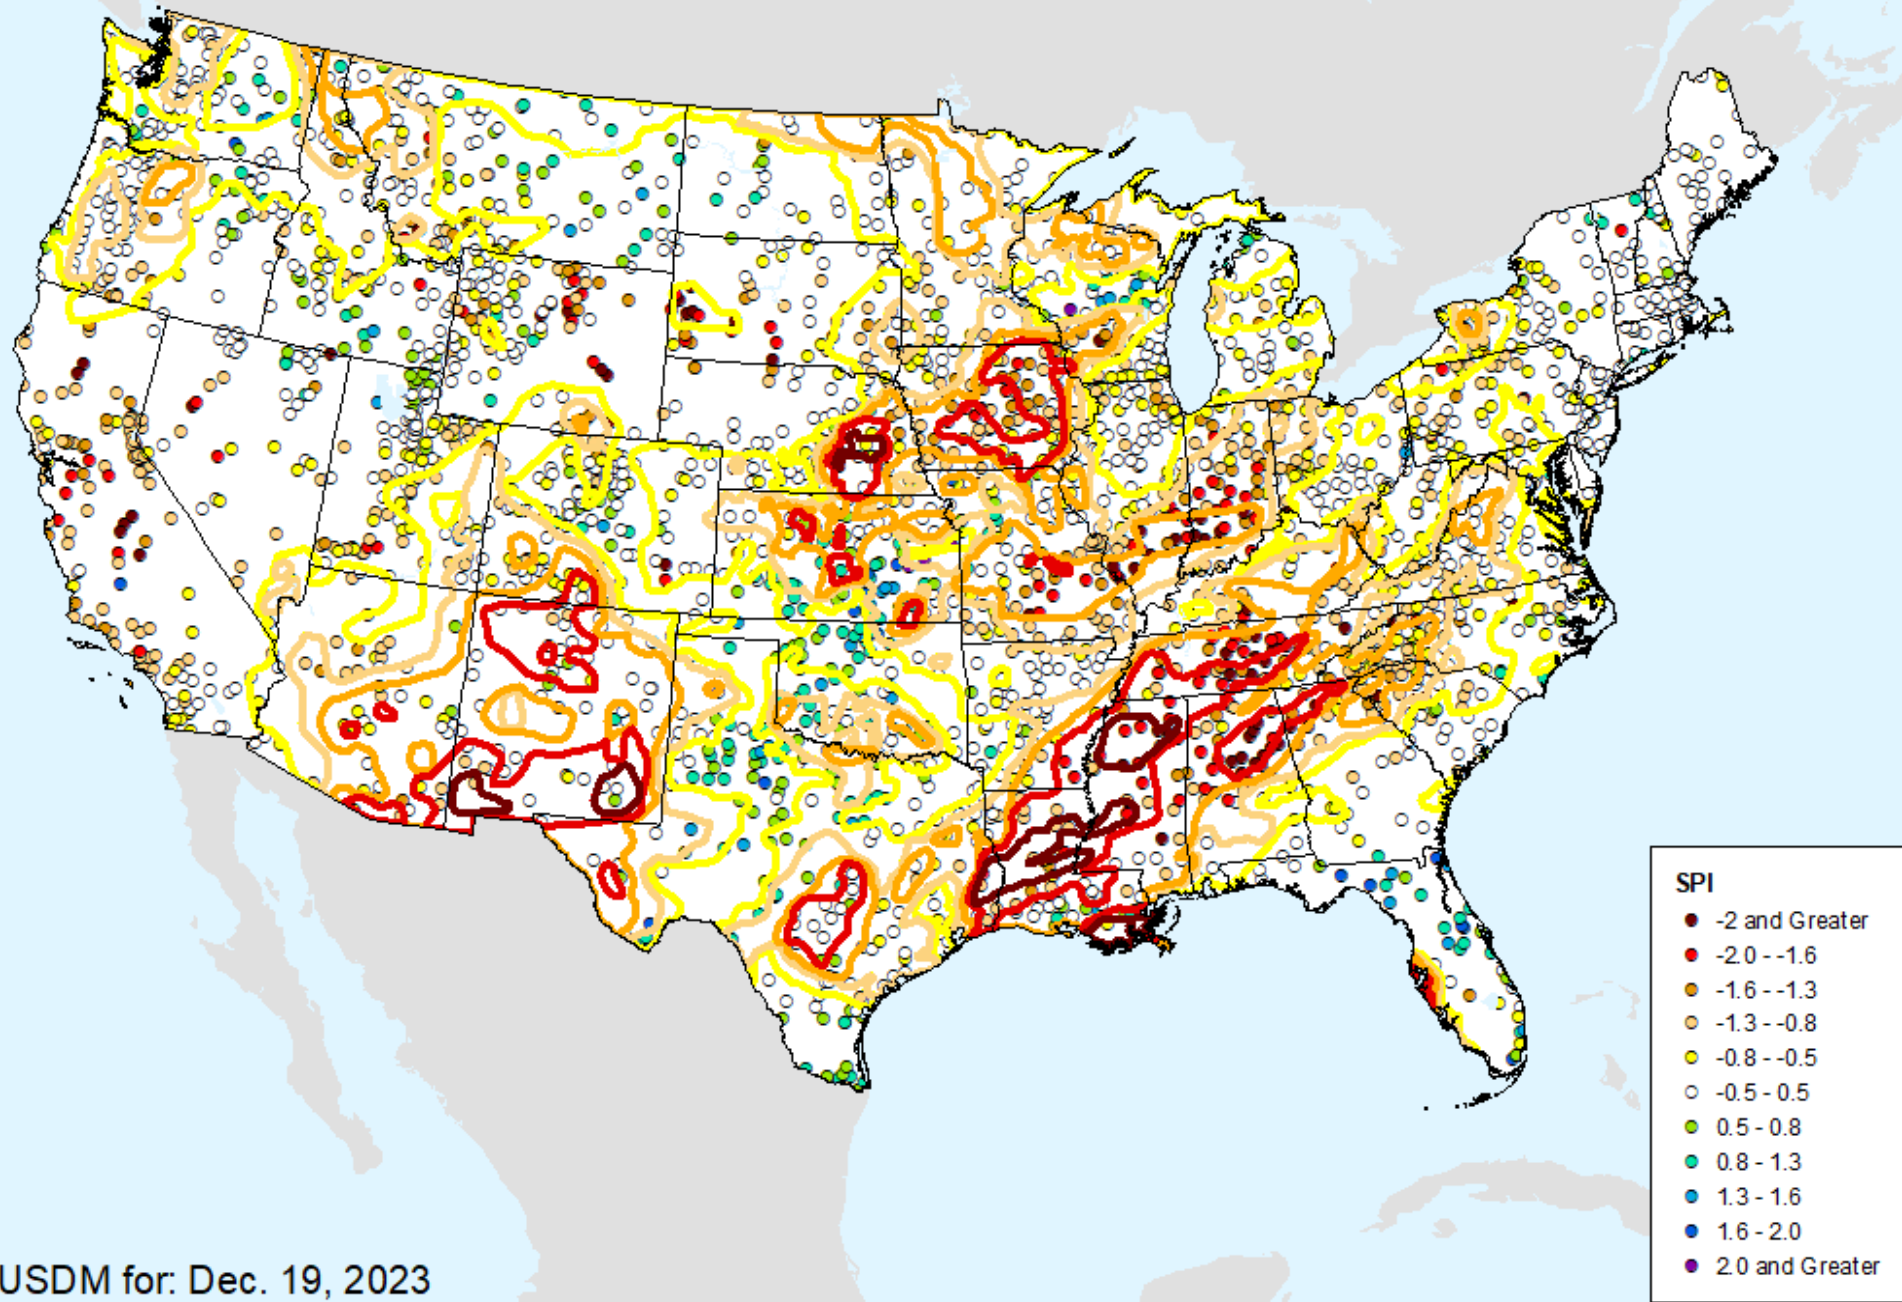 SPI
-2 and Greater
-2.0 - -1.6
-1.6 - -1.3
-1.3 - -0.8
-0.8 - -0.5
-0.5 - 0.5
0.5 - 0.8
0.8 - 1.3
1.3 - 1.6
1.6 - 2.0
2.0 and Greater
USDM for: Dec. 19, 2023